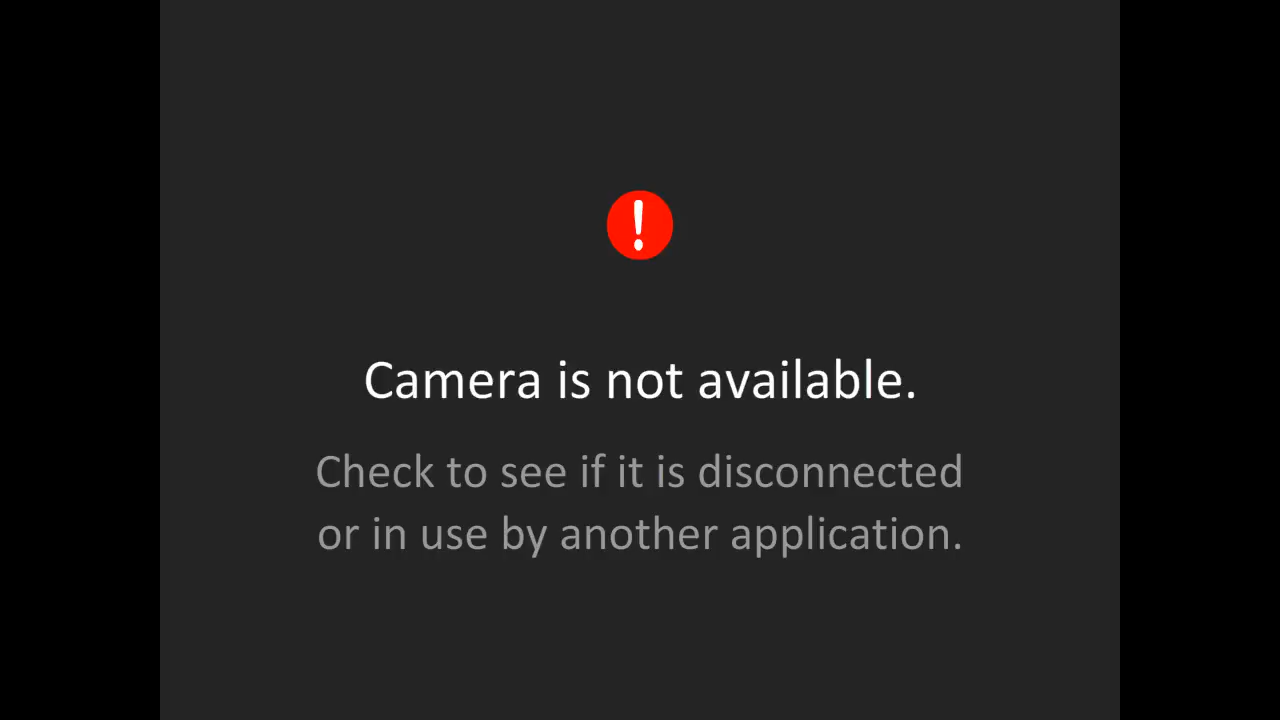 Camera is not available.
Check to see if it is disconnected
or in use by another application.